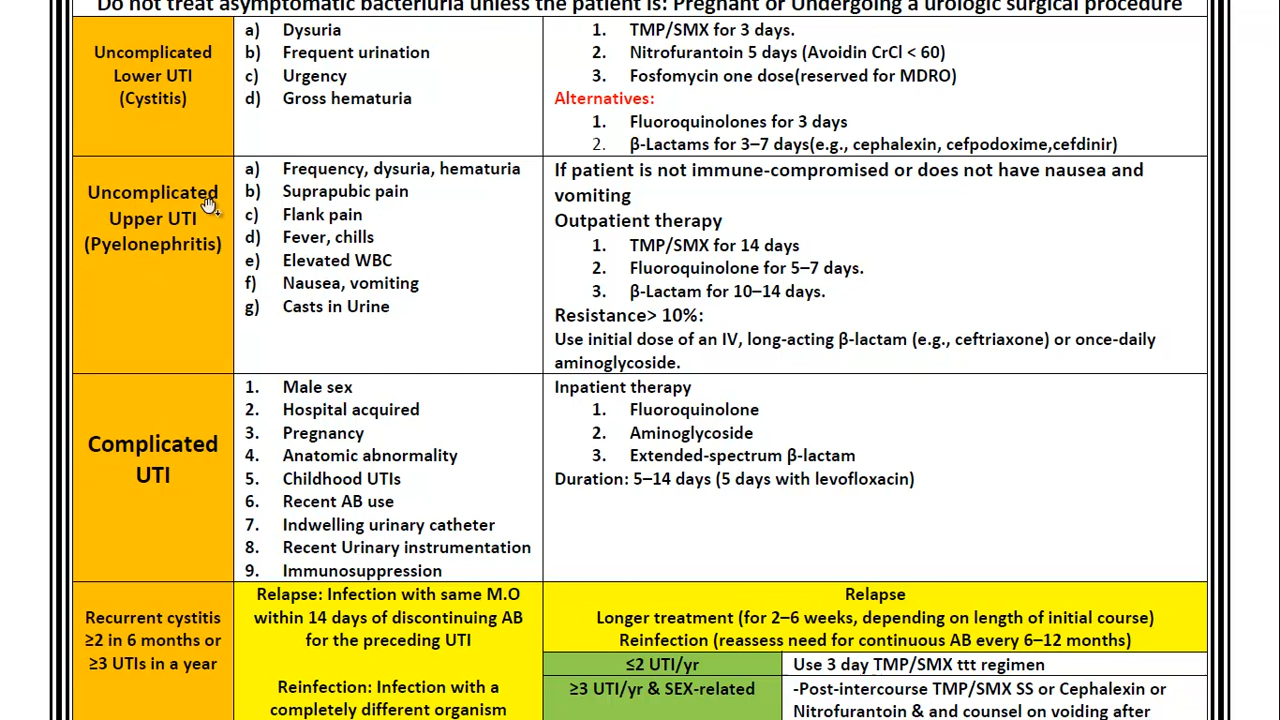 Do not treat asymptomatic bacteriuria unless the patient is: Pregnant or Undergoing a urologic surgical procedure
Uncomplicated
Lower UTI
(Cystitis)
a) Dysuria
b) Frequent urination
c) Urgency
d) Gross hematuria
1. TMP/SMX for 3 days.
2. Nitrofurantoin 5 days (Avoidin CrCl < 60)
3. Fosfomycin one dose(reserved for MDRO)
Alternatives:
1. Fluoroquinolones for 3 days
2. β-Lactams for 3–7 days(e.g., cephalexin, cefpodoxime,cefdinir)
Uncomplicated
Upper UTI
(Pyelonephritis)
a) Frequency, dysuria, hematuria
b) Suprapubic pain
c) Flank pain
d) Fever, chills
e) Elevated WBC
f) Nausea, vomiting
g) Casts in Urine
If patient is not immune-compromised or does not have nausea and
vomiting
Outpatient therapy
1. TMP/SMX for 14 days
2. Fluoroquinolone for 5–7 days.
3. β-Lactam for 10–14 days.
Resistance> 10%:
Use initial dose of an IV, long-acting β-lactam (e.g., ceftriaxone) or once-daily
aminoglycoside.
Complicated
UTI
1. Male sex
2. Hospital acquired
3. Pregnancy
4. Anatomic abnormality
5. Childhood UTIs
6. Recent AB use
7. Indwelling urinary catheter
8. Recent Urinary instrumentation
9. Immunosuppression
Inpatient therapy
1. Fluoroquinolone
2. Aminoglycoside
3. Extended-spectrum β-lactam
Duration: 5–14 days (5 days with levofloxacin)
Recurrent cystitis
≥2 in 6 months or
≥3 UTIs in a year
Relapse: Infection with same M.O
within 14 days of discontinuing AB
for the preceding UTI
Reinfection: Infection with a
completely different organism
Relapse
Longer treatment (for 2–6 weeks, depending on length of initial course)
Reinfection (reassess need for continuous AB every 6–12 months)
≤2 UTI/yr
Use 3 day TMP/SMX ttt regimen
≥3 UTI/yr & SEX-related
-Post-intercourse TMP/SMX SS or Cephalexin or
Nitrofurantoin & and counsel on voiding after